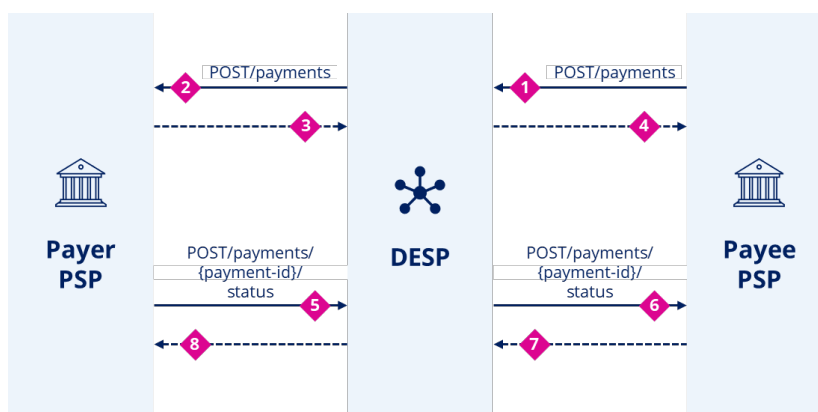 POST/payments
POST/payments
2
1
3
4
Payer
PSP
DESP
Payee
PSP
POST/payments/
{payment-id}/
status
POST/payments/
{payment-id}/
status
5
6
8
7